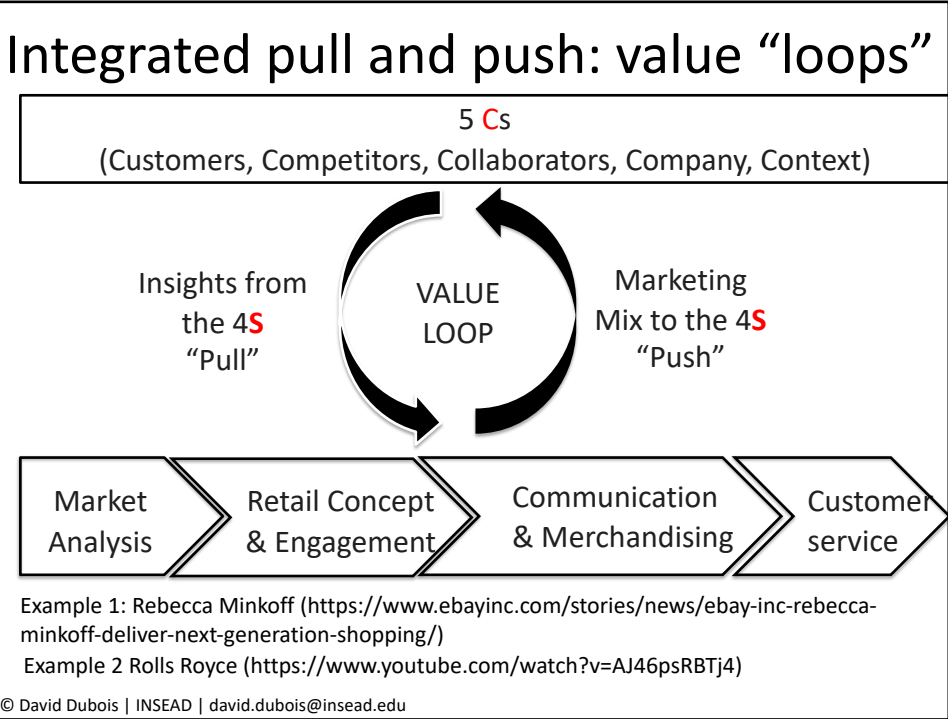 Integrated pull and push: value “loops”
5 Cs
(Customers, Competitors, Collaborators, Company, Context)
Insights from
the 4S
“Pull”
VALUE
LOOP
Marketing
Mix to the 4S
“Push”
Market
Analysis
Retail Concept
& Engagement
Communication
& Merchandising
Customer
service
Example 1: Rebecca Minkoff (https://www.ebayinc.com/stories/news/ebay-inc-rebecca-
minkoff-deliver-next-generation-shopping/)
Example 2 Rolls Royce (https://www.youtube.com/watch?v=AJ46psRBTj4)
© David Dubois | INSEAD | david.dubois@insead.edu